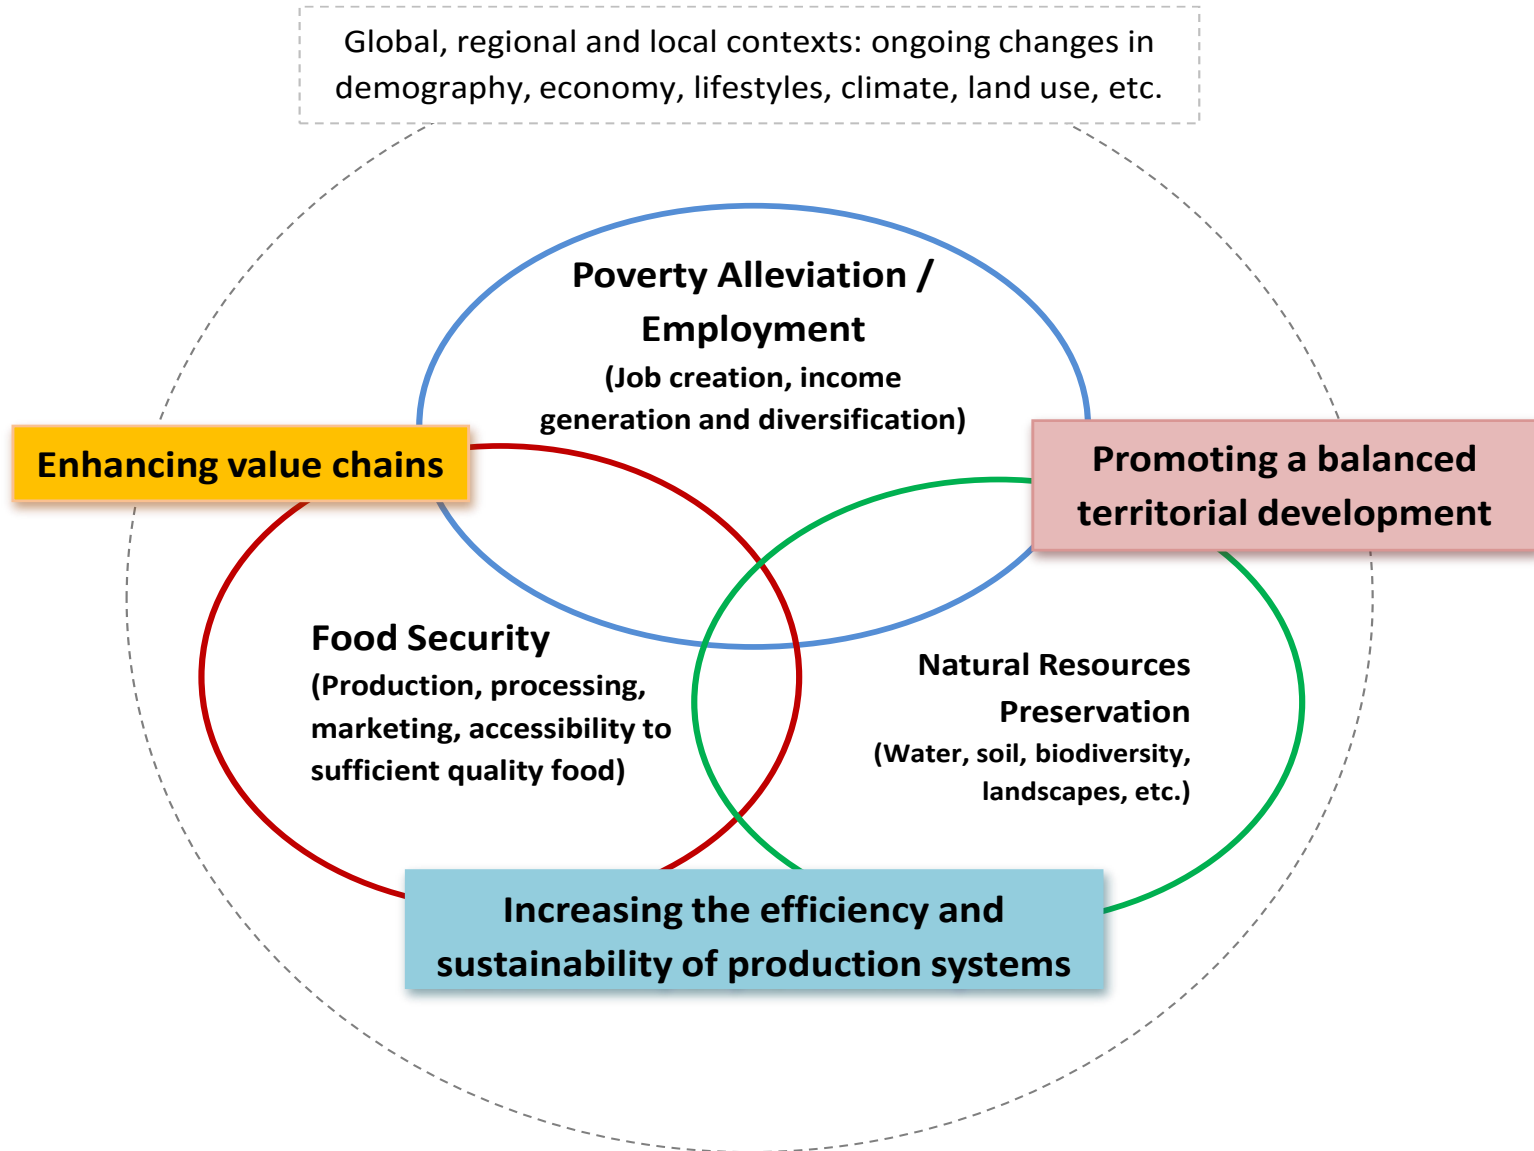 Global, regional and local contexts: ongoing changes in
demography, economy, lifestyles, climate, land use, etc.
Poverty Alleviation /
Employment
(Job creation, income
generation and diversification)
Enhancing value chains
Promoting a balanced
territorial development
Food Security
(Production, processing,
marketing, accessibility to
sufficient quality food)
Natural Resources
Preservation
(Water, soil, biodiversity,
landscapes, etc.)
Increasing the efficiency and
sustainability of production systems